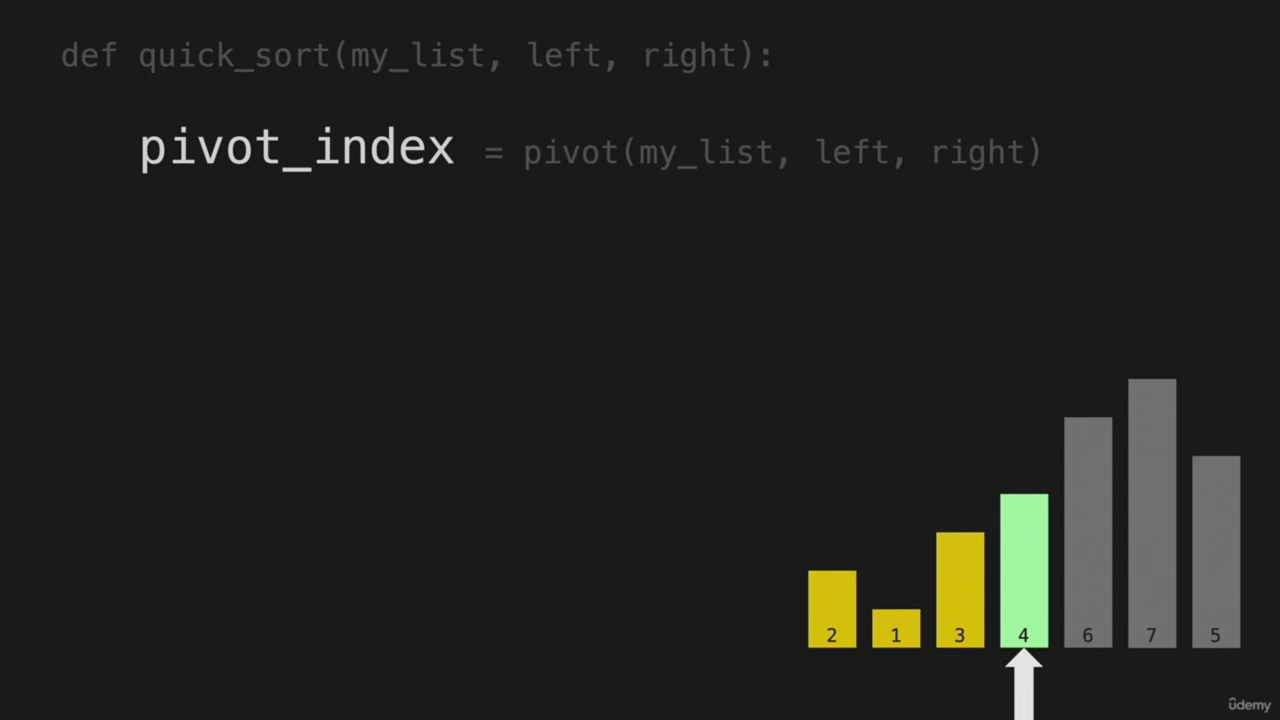 def quick_sort(my_list, left, right):
pivot_index = pivot(my_list, left, right)
2 1 3 4 6 7 5
ûdemy